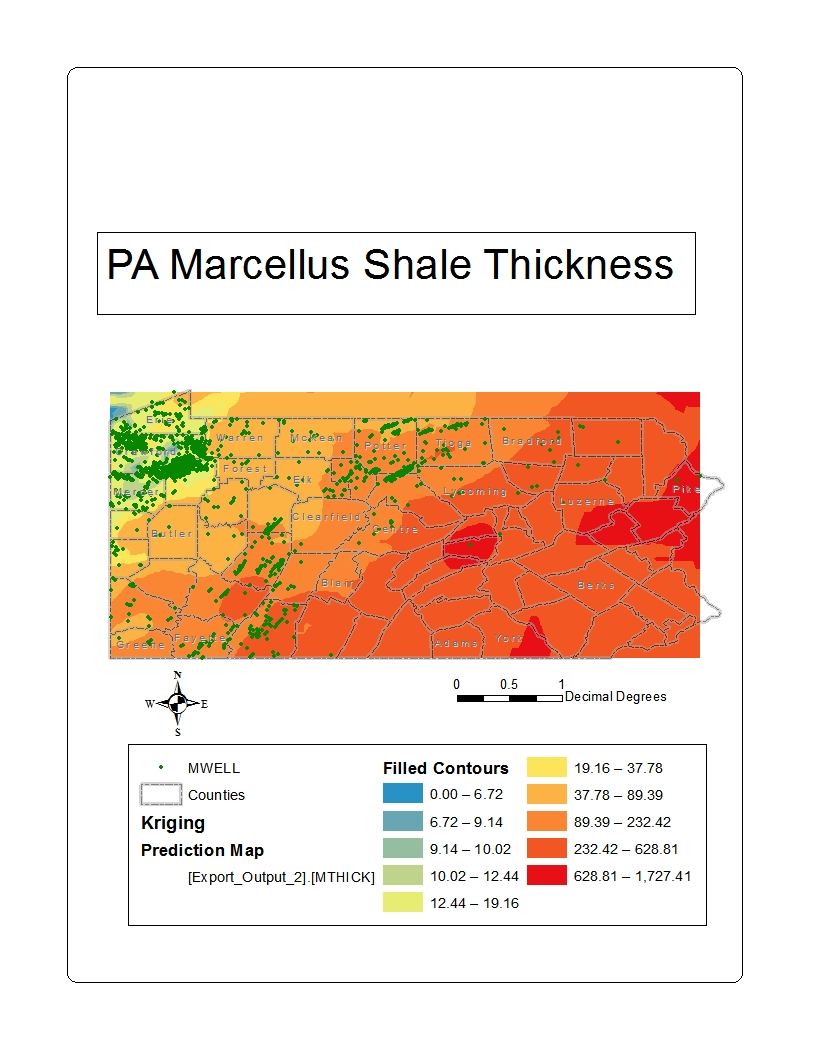 PA Marcellus Shale Thickness
Erie
Crawford
Warren
McKean
Potter
Tioga
Bradford
Forest
Elk
Mercer
Lycoming
Luzerne
Pike
Clearfield
Centre
Butler
Blair
Berks
Greene
Fayette
Adams
York
N
W
E
S
0 0.5 1
Decimal Degrees
MWELL
Counties
Kriging
Prediction Map
[Export_Output_2].[MTHICK]
Filled Contours
0.00 – 6.72
6.72 – 9.14
9.14 – 10.02
10.02 – 12.44
12.44 – 19.16
19.16 – 37.78
37.78 – 89.39
89.39 – 232.42
232.42 – 628.81
628.81 – 1,727.41